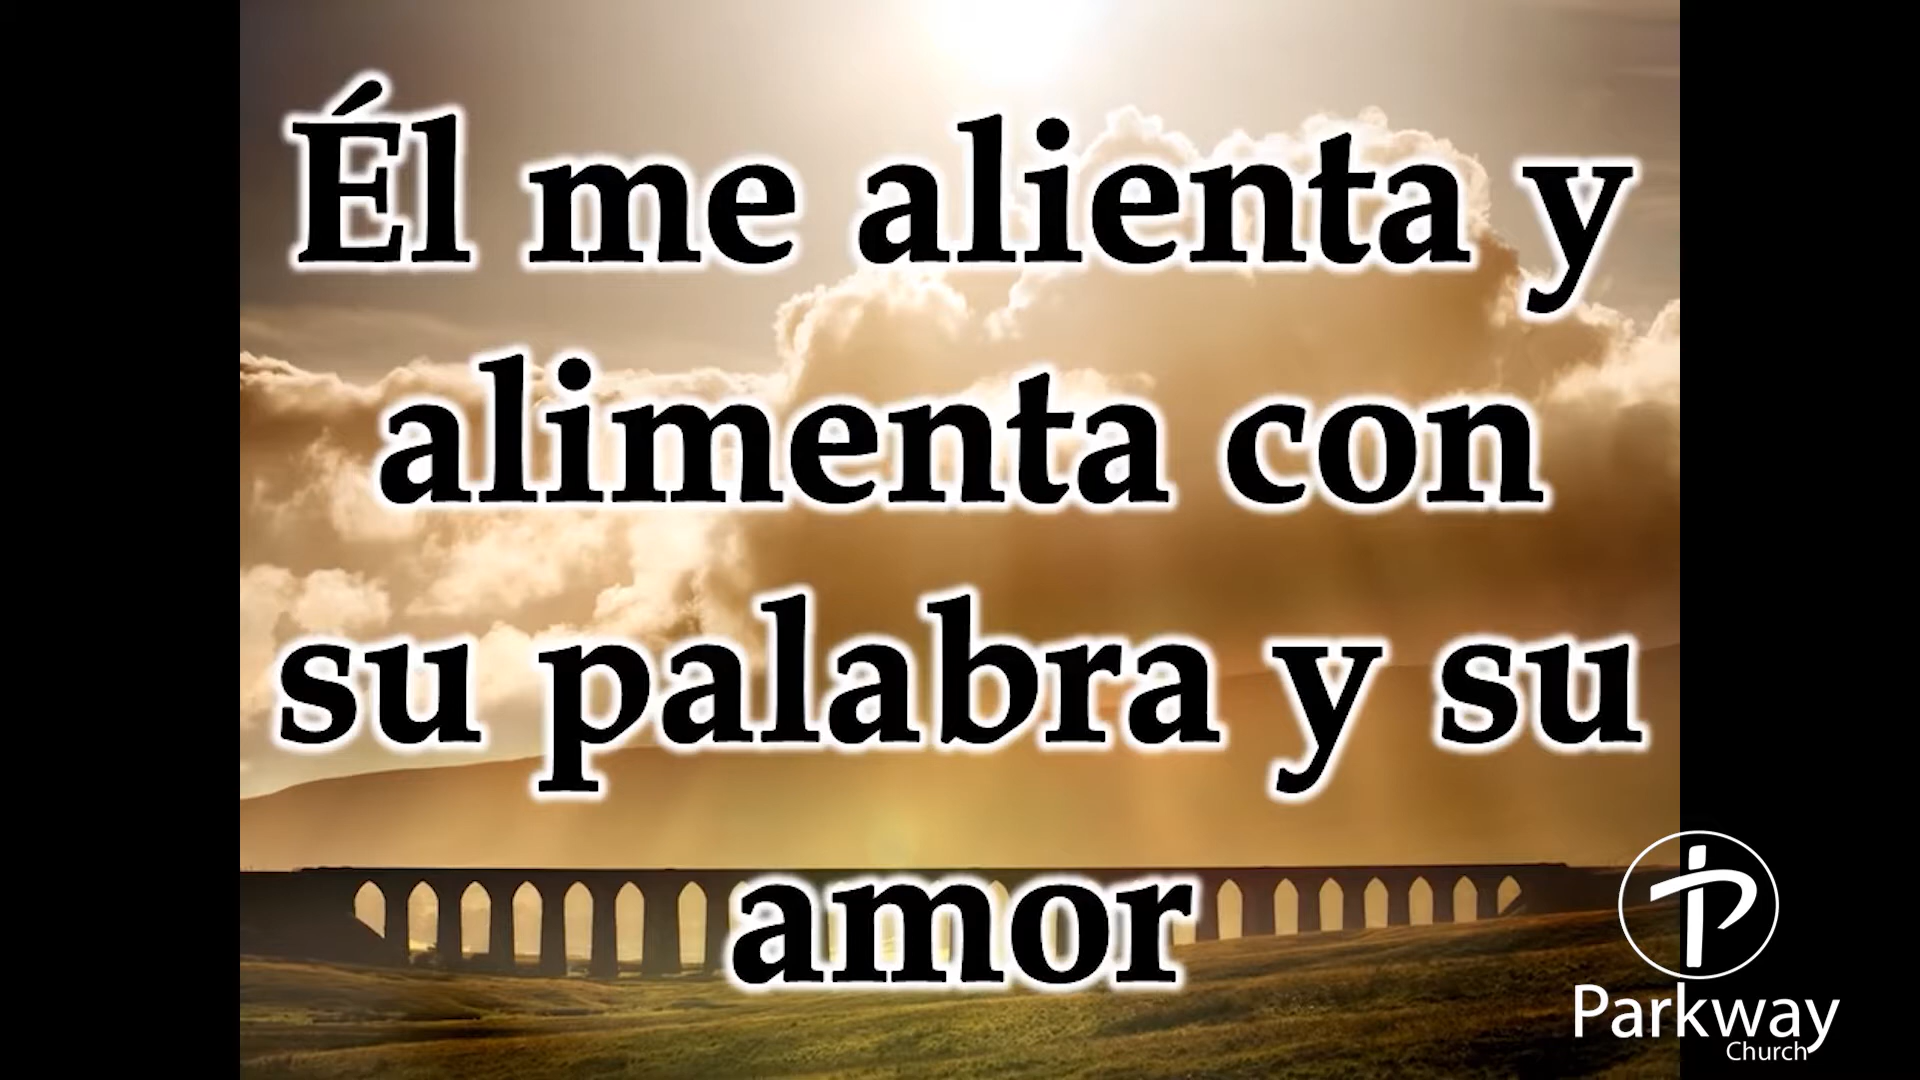 Él me alienta y
alimenta con
su palabra y su
amor
Parkway
Church